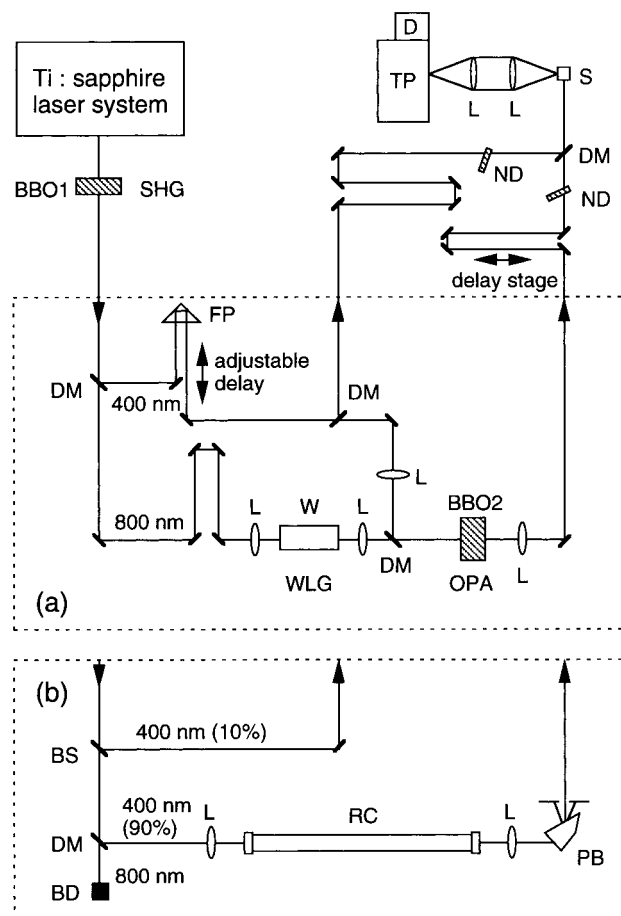 Ti : sapphire
laser system
D
TP
L
L
S
BBO1
SHG
ND
DM
ND
delay stage
FP
adjustable
delay
DM
400 nm
DM
L
800 nm
L
W
L
BBO2
WLG
DM
OPA
L
(a)
(b)
400 nm (10%)
BS
400 nm
(90%)
L
RC
L
DM
PB
800 nm
BD